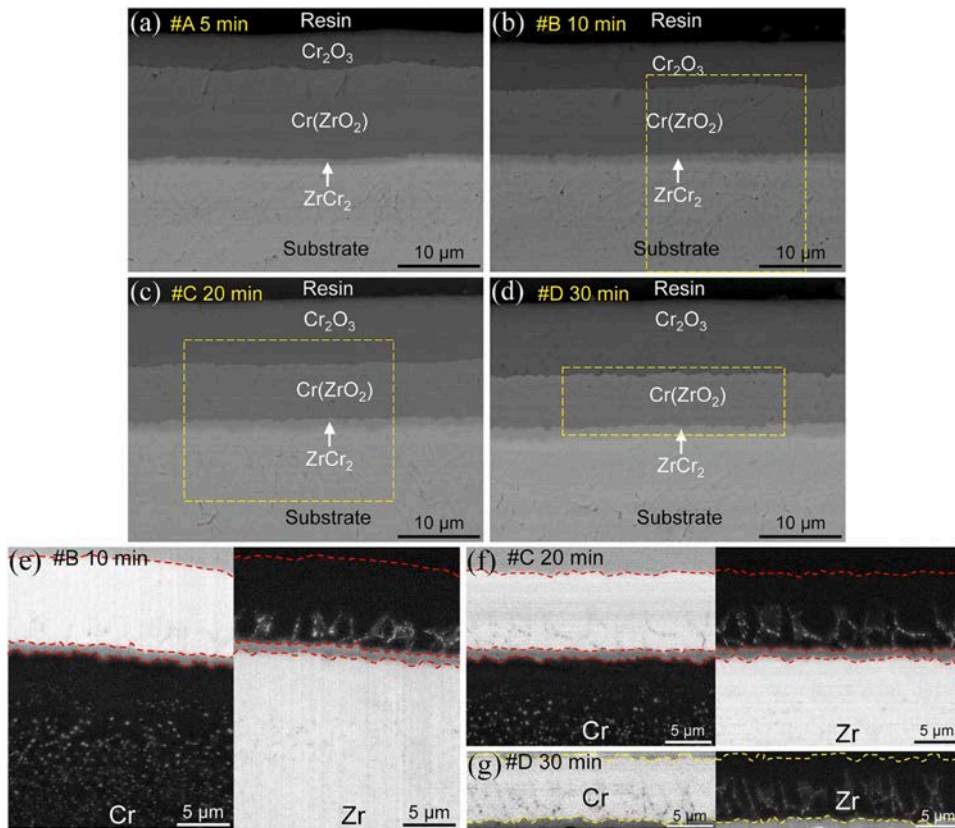 (a) #A 5 min
Resin
Cr₂O₃
Cr(ZrO₂)
ZrCr₂
Substrate
10 μm
(b) #B 10 min
Resin
Cr₂O₃
Cr(ZrO₂)
ZrCr₂
Substrate
10 μm
(c) #C 20 min
Resin
Cr₂O₃
Cr(ZrO₂)
ZrCr₂
Substrate
10 μm
(d) #D 30 min
Resin
Cr₂O₃
Cr(ZrO₂)
ZrCr₂
Substrate
10 μm
(e) #B 10 min
Cr
5 μm
Zr
5 μm
(f) #C 20 min
Cr
5 μm
Zr
5 μm
(g) #D 30 min
Cr
5 μm
Zr
5 μm